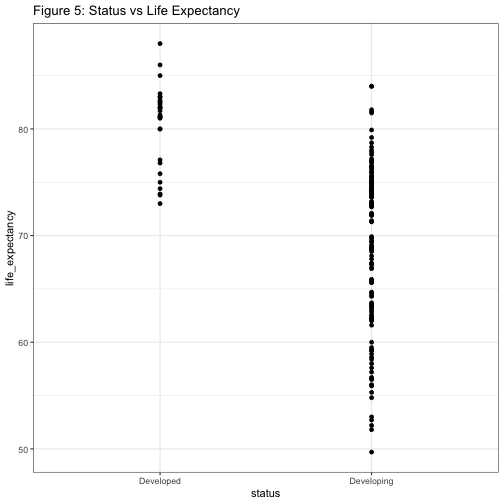 Figure 5: Status vs Life Expectancy
life_expectancy
80
70
60
50
Developed
Developing
status